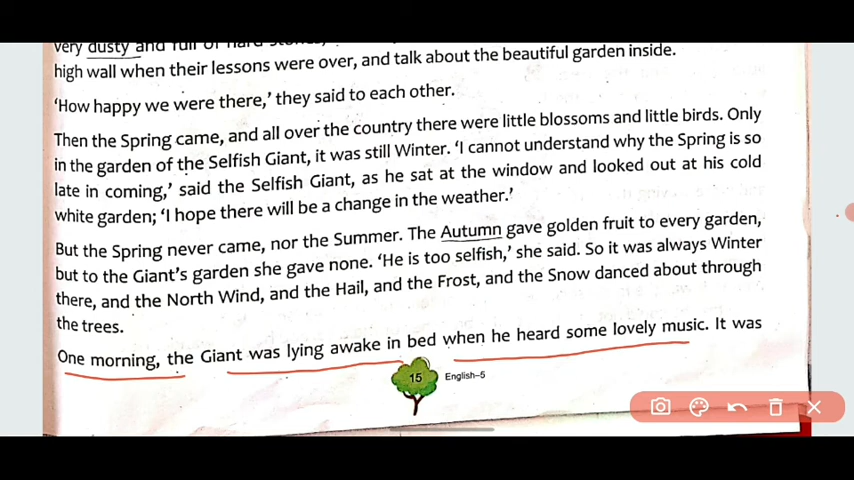 very dusty and full of hard stones,
high wall when their lessons were over, and talk about the beautiful garden inside.
‘How happy we were there,’ they said to each other.
Then the Spring came, and all over the country there were little blossoms and little birds. Only
in the garden of the Selfish Giant, it was still Winter. ‘I cannot understand why the Spring is so
late in coming,’ said the Selfish Giant, as he sat at the window and looked out at his cold
white garden; ‘I hope there will be a change in the weather.’
But the Spring never came, nor the Summer. The Autumn gave golden fruit to every garden,
but to the Giant’s garden she gave none. ‘He is too selfish,’ she said. So it was always Winter
there, and the North Wind, and the Hail, and the Frost, and the Snow danced about through
the trees.
One morning, the Giant was lying awake in bed when he heard some lovely music. It was
15
English–5